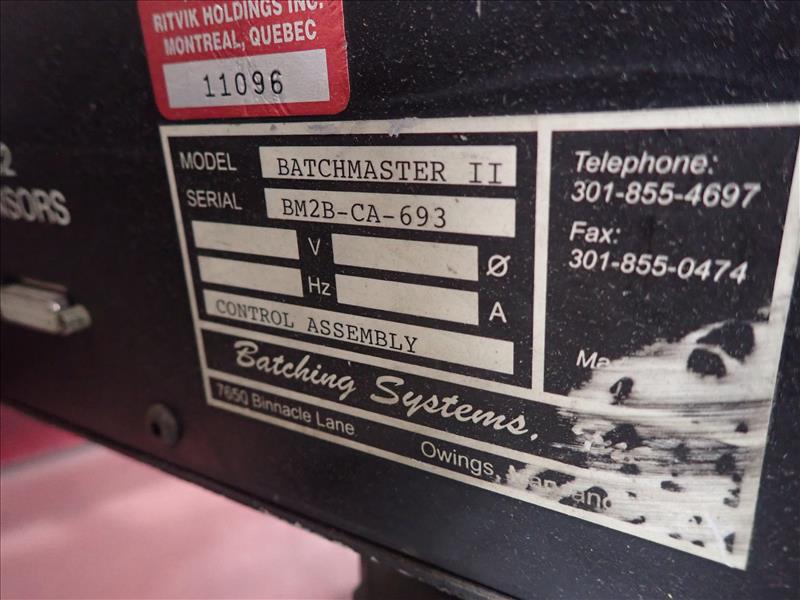 RITVIK HOLDINGS INC.
MONTREAL, QUEBEC
11096
MODEL BATCHMASTER II
SERIAL BM2B-CA-693
V Ø
Hz A
CONTROL ASSEMBLY
Batching Systems,
7650 Binnacle Lane
Owings,
Telephone:
301-855-4697
Fax:
301-855-0474